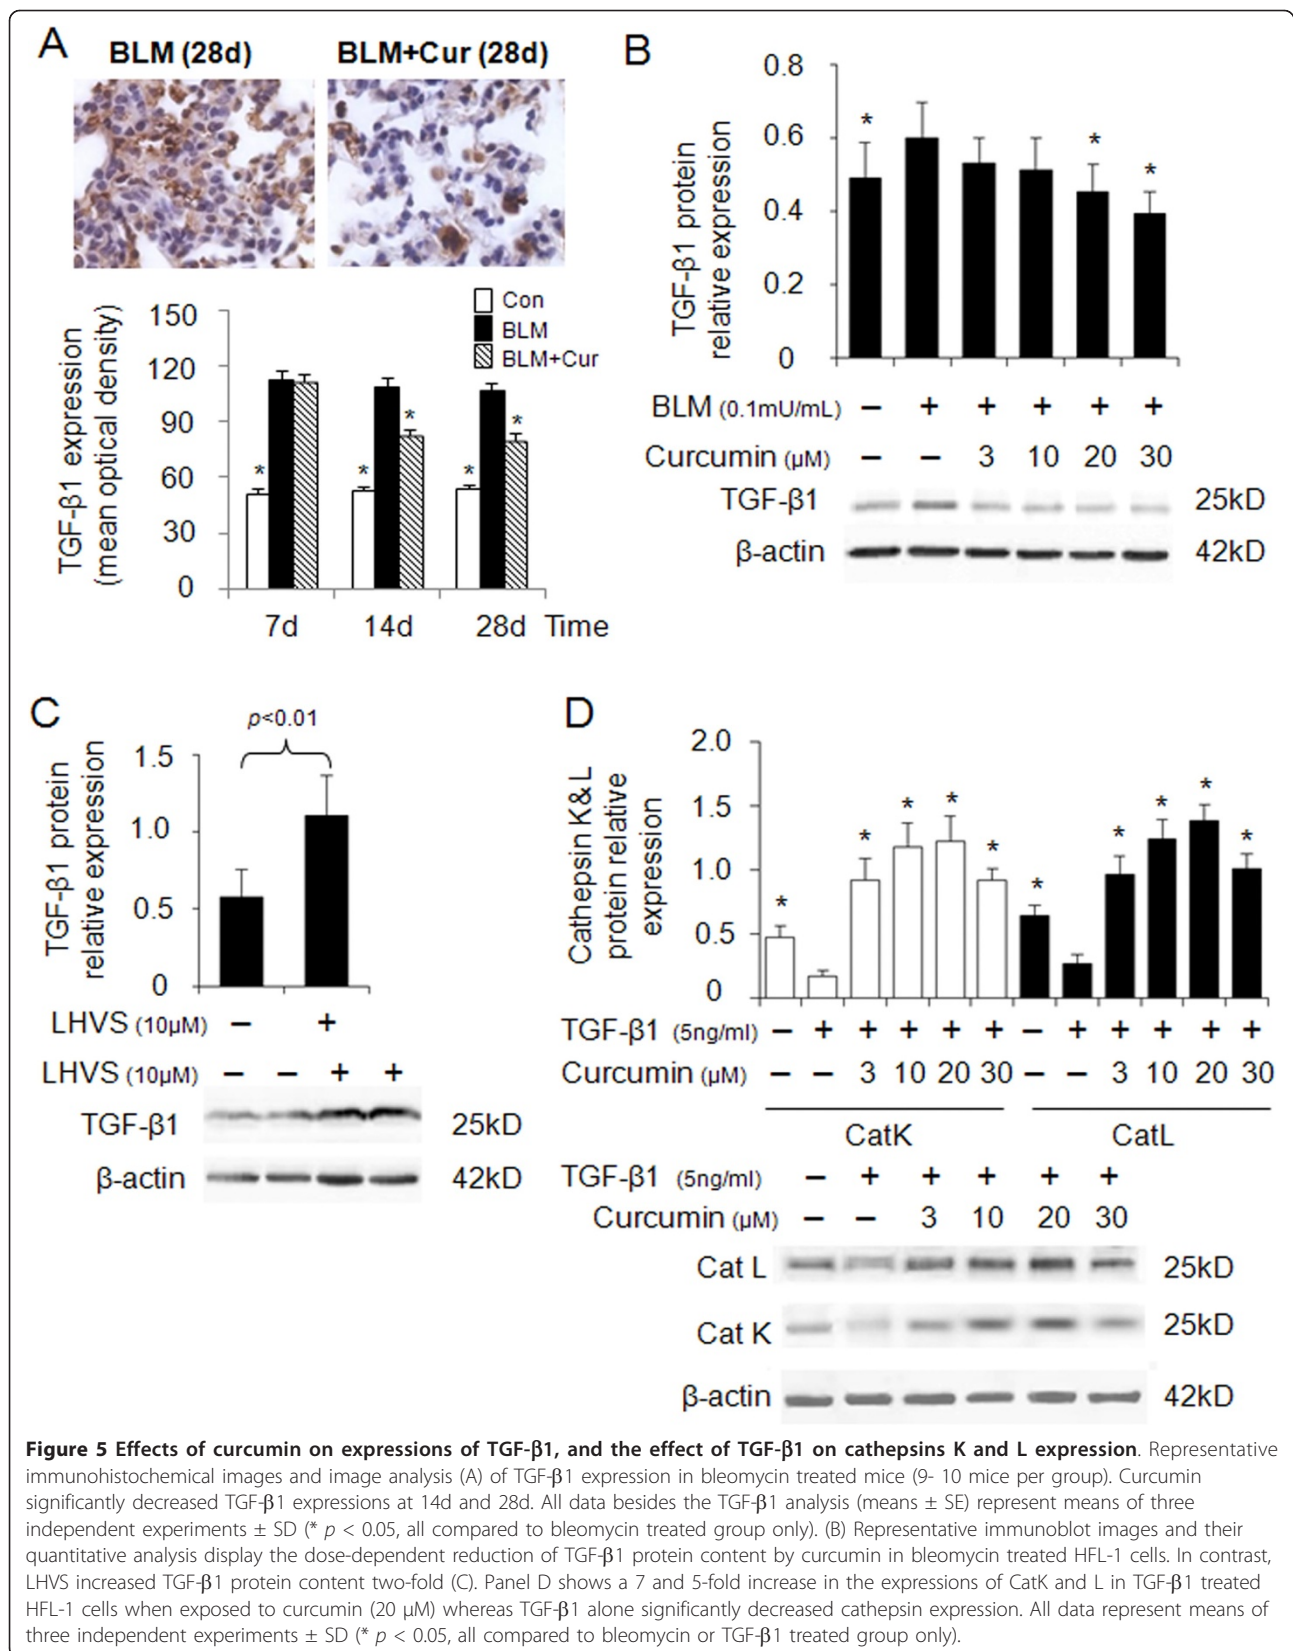 A
BLM (28d) BLM+Cur (28d)
TGF-β1 expression
(mean optical density)
150
120
90
60
30
0
Con
BLM
BLM+Cur
* * * * *
7d 14d 28d Time
B
TGF-β1 protein
relative expression
0.8
0.6
0.4
0.2
0
* * *
BLM (0.1mU/mL) – + + + + +
Curcumin (µM) – – 3 10 20 30
TGF-β1 25kD
β-actin 42kD
C
p<0.01
TGF-β1 protein
relative expression
1.5
1.0
0.5
0
LHVS (10µM) – +
LHVS (10µM) – – + +
TGF-β1 25kD
β-actin 42kD
D
Cathepsin K& L
protein relative
expression
2.0
1.5
1.0
0.5
0
* * * * * * * * * *
TGF-β1 (5ng/ml) – + + + + + – + + + + +
Curcumin (µM) – – 3 10 20 30 – – 3 10 20 30
CatK CatL
TGF-β1 (5ng/ml) – + + + + +
Curcumin (µM) – – 3 10 20 30
Cat L 25kD
Cat K 25kD
β-actin 42kD
Figure 5 Effects of curcumin on expressions of TGF-β1, and the effect of TGF-β1 on cathepsins K and L expression. Representative
immunohistochemical images and image analysis (A) of TGF-β1 expression in bleomycin treated mice (9- 10 mice per group). Curcumin
significantly decreased TGF-β1 expressions at 14d and 28d. All data besides the TGF-β1 analysis (means ± SE) represent means of three
independent experiments ± SD (* p < 0.05, all compared to bleomycin treated group only). (B) Representative immunoblot images and their
quantitative analysis display the dose-dependent reduction of TGF-β1 protein content by curcumin in bleomycin treated HFL-1 cells. In contrast,
LHVS increased TGF-β1 protein content two-fold (C). Panel D shows a 7 and 5-fold increase in the expressions of CatK and L in TGF-β1 treated
HFL-1 cells when exposed to curcumin (20 µM) whereas TGF-β1 alone significantly decreased cathepsin expression. All data represent means of
three independent experiments ± SD (* p < 0.05, all compared to bleomycin or TGF-β1 treated group only).